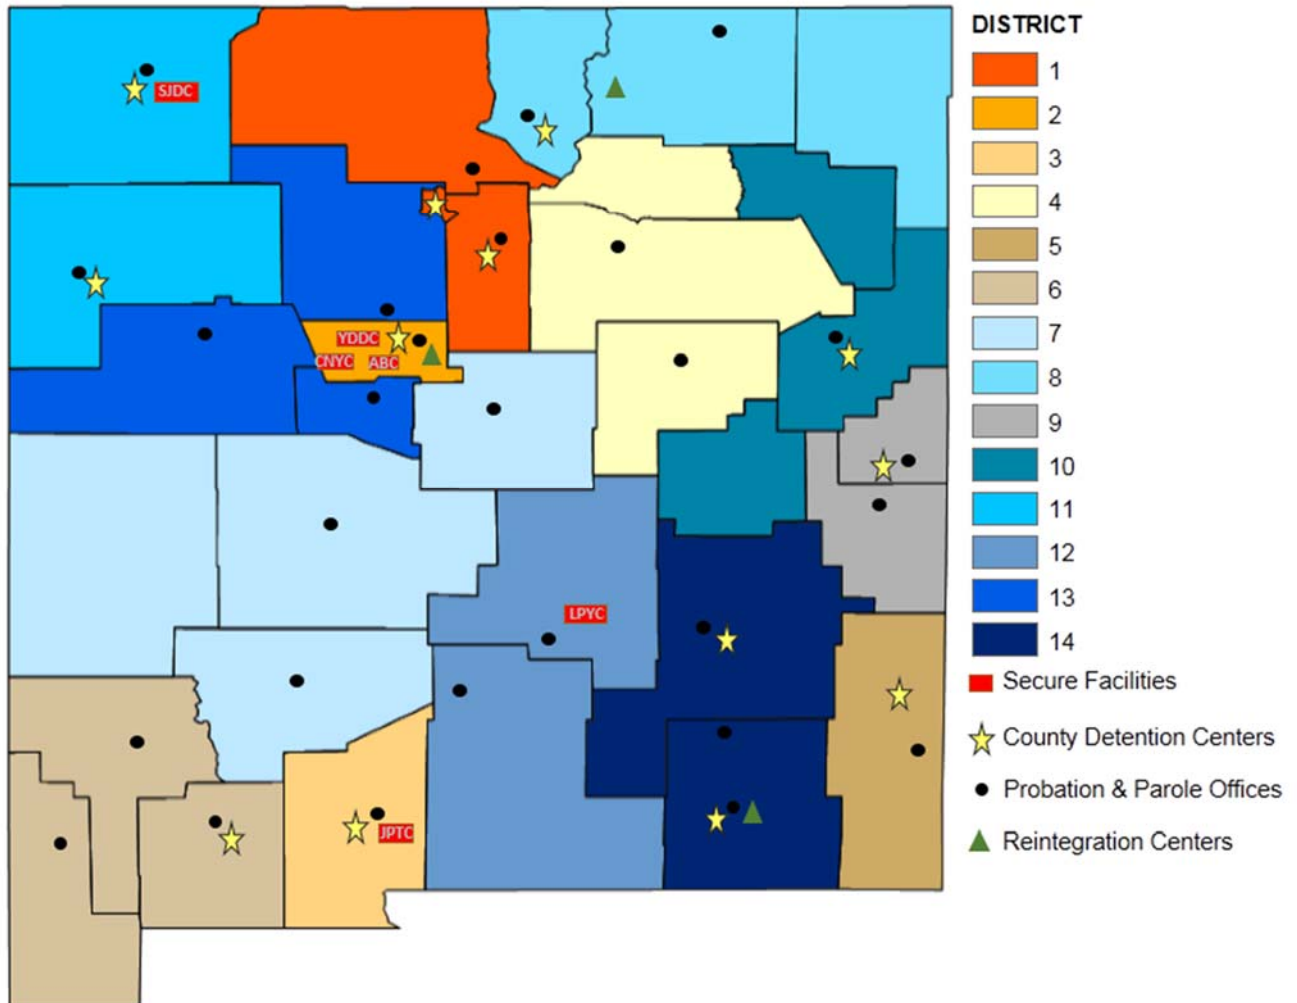 DISTRICT
1
2
3
4
5
6
7
8
9
10
11
12
13
14
Secure Facilities
County Detention Centers
Probation & Parole Offices
Reintegration Centers
SJDC
YDDC
CNYC ABC
LPYC
JPTC